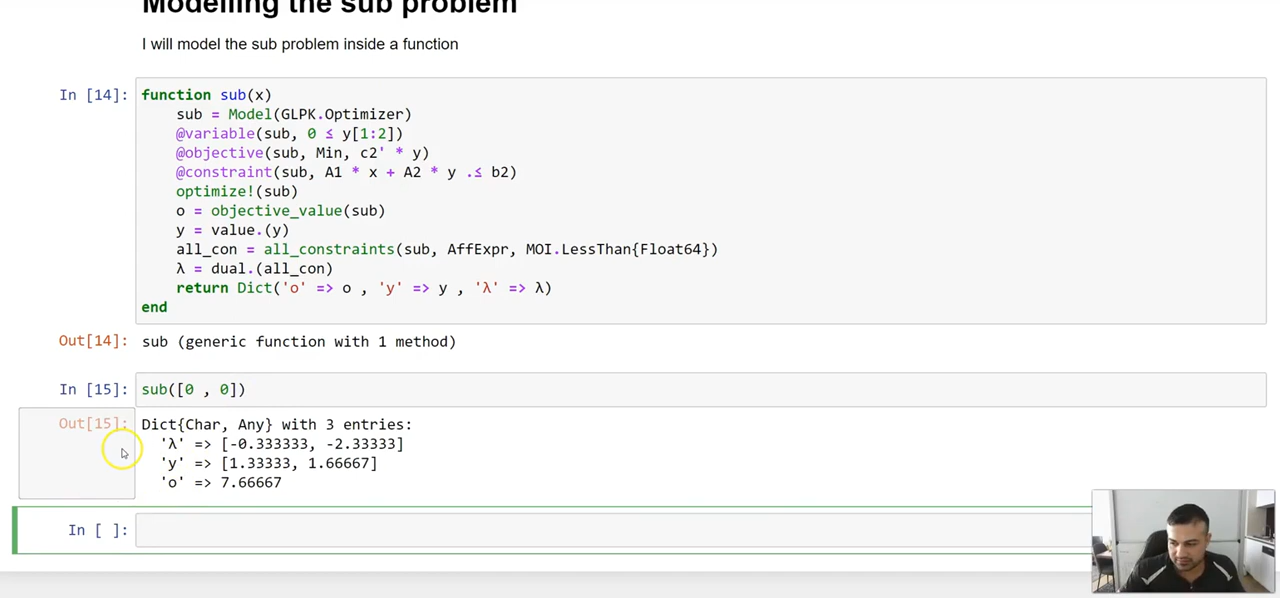 Modelling the sub problem
I will model the sub problem inside a function
In [14]:
function sub(x)
    sub = Model(GLPK.Optimizer)
    @variable(sub, 0 ≤ y[1:2])
    @objective(sub, Min, c2' * y)
    @constraint(sub, A1 * x + A2 * y .≤ b2)
    optimize!(sub)
    o = objective_value(sub)
    y = value.(y)
    all_con = all_constraints(sub, AffExpr, MOI.LessThan{Float64})
    λ = dual.(all_con)
    return Dict('o' => o , 'y' => y , 'λ' => λ)
end
Out[14]: sub (generic function with 1 method)
In [15]: sub([0 , 0])
Out[15]: Dict{Char, Any} with 3 entries:
  'λ' => [-0.333333, -2.33333]
  'y' => [1.33333, 1.66667]
  'o' => 7.66667
In [ ]: